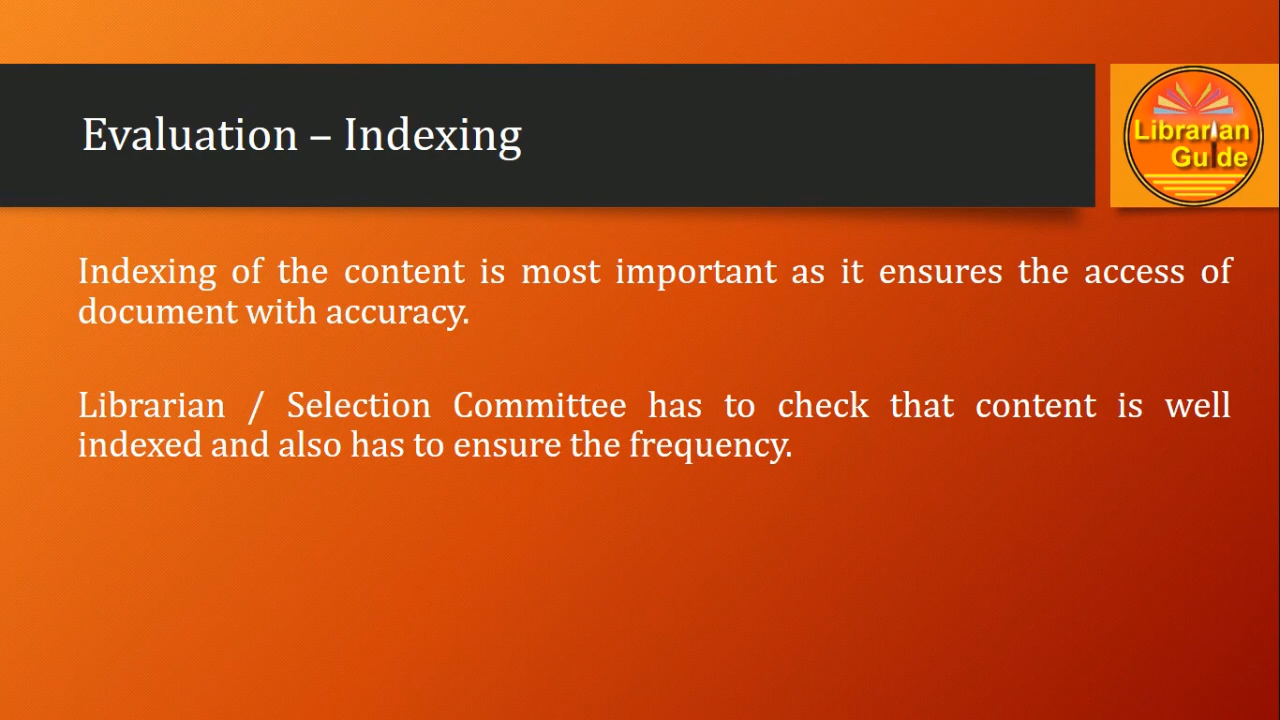 Evaluation – Indexing
Librarian
Guide
Indexing of the content is most important as it ensures the access of
document with accuracy.
Librarian / Selection Committee has to check that content is well
indexed and also has to ensure the frequency.